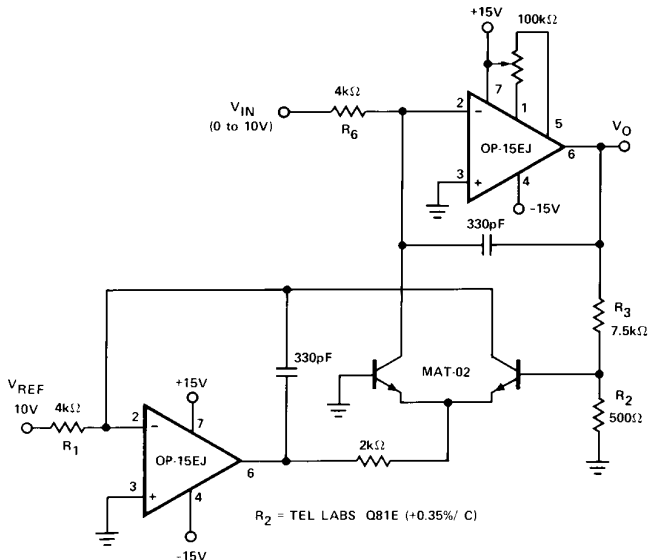 +15V
100kΩ
7
1
5
4kΩ
VIN
(0 to 10V)
R6
2
−
OP-15EJ
6
VO
3
+
4
-15V
330pF
R3
7.5kΩ
330pF
MAT-02
R2
500Ω
VREF
10V
4kΩ
R1
+15V
7
2
−
OP-15EJ
6
2kΩ
3
+
4
-15V
R2 = TEL LABS Q81E (+0.35%/ C)